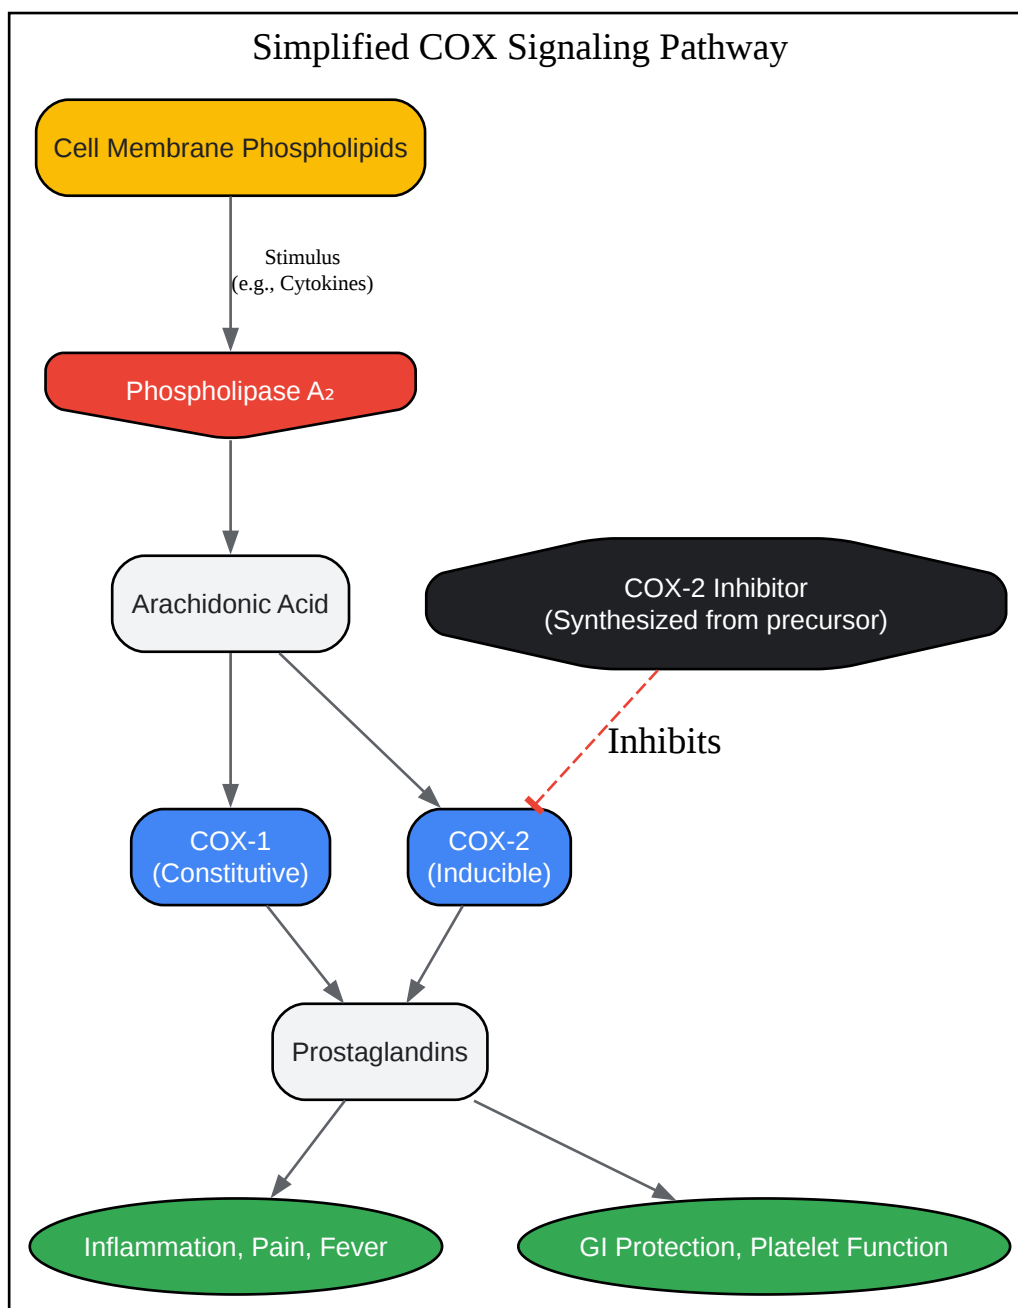 Simplified COX Signaling Pathway
Cell Membrane Phospholipids
Stimulus
(e.g., Cytokines)
Phospholipase A₂
Arachidonic Acid
COX-2 Inhibitor
(Synthesized from precursor)
Inhibits
COX-1
(Constitutive)
COX-2
(Inducible)
Prostaglandins
Inflammation, Pain, Fever
GI Protection, Platelet Function